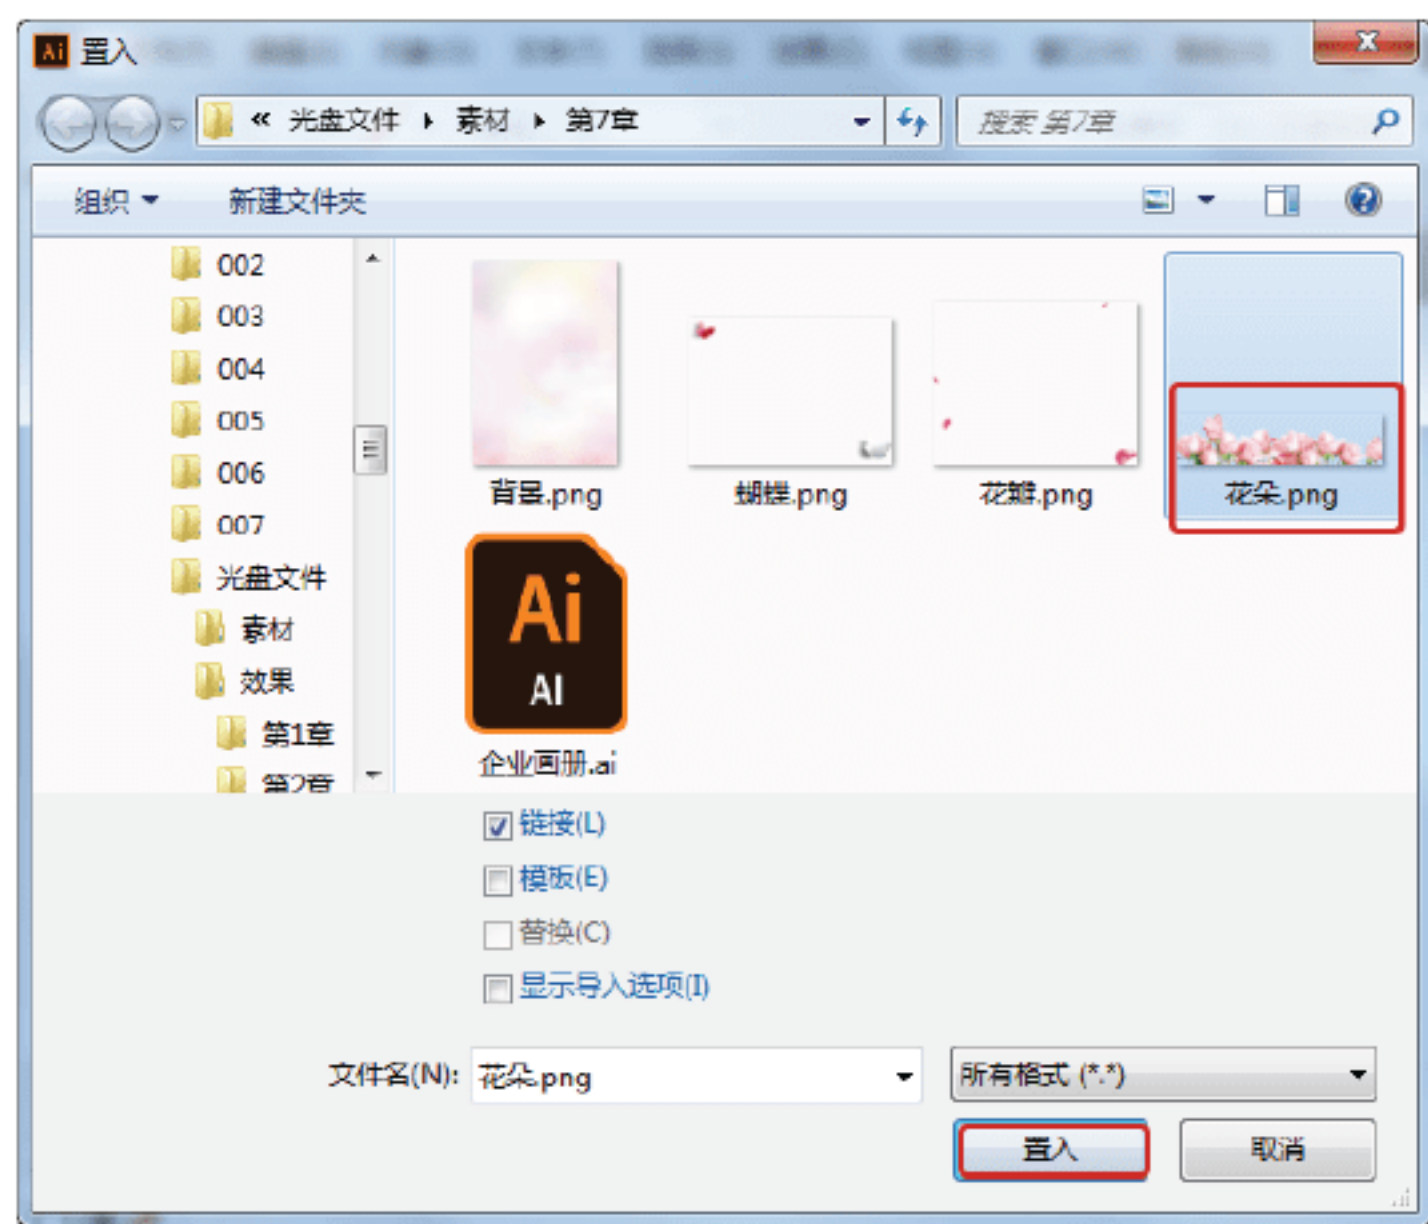 Ai 置入
« 光盘文件 素材 第7章 搜索 第7章
组织 新建文件夹
002
003
004
005
006
007
光盘文件
素材
效果
第1章
第2章
背景.png 蝴蝶.png 花瓣.png 花朵.png
Ai
AI
企业画册.ai
链接(L)
模板(E)
替换(C)
显示导入选项(I)
文件名(N): 花朵.png 所有格式 (*.*)
置入 取消